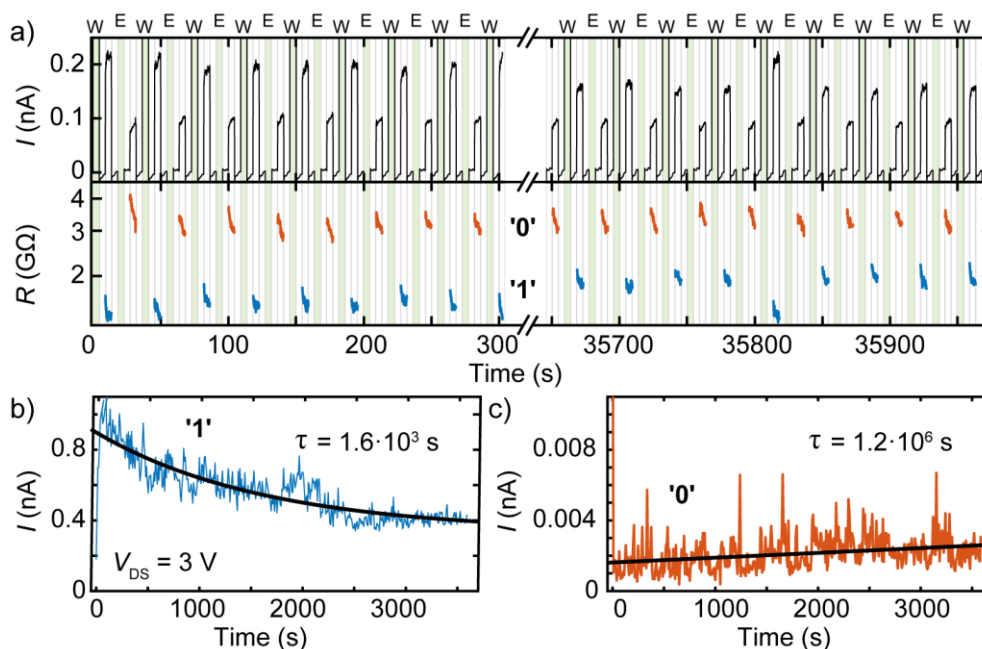 W E W E W E W E W E W E W E W E W E W E W E W E W E W E W E W E W
a)
0.2
0.1
0
I (nA)
4
3
2
R (GΩ)
'0'
'1'
0 100 200 300 35700 35800 35900
Time (s)
b)
'1'
τ = 1.6·10³ s
0.8
0.4
0
I (nA)
V_DS = 3 V
0 1000 2000 3000
Time (s)
c)
τ = 1.2·10⁶ s
'0'
0.008
0.004
0
I (nA)
0 1000 2000 3000
Time (s)